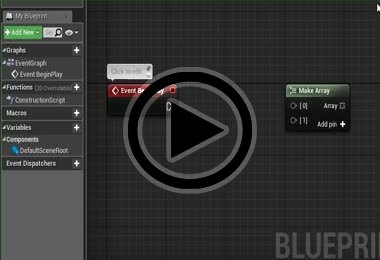 My Blueprint
Add New
Graphs
EventGraph
Event BeginPlay
Functions (20 Overridable)
ConstructionScript
Macros
Variables
Components
DefaultSceneRoot
Event Dispatchers
Click to edit
Event Be
Make Array
[0] Array
[1]
Add pin
BLUEPRI